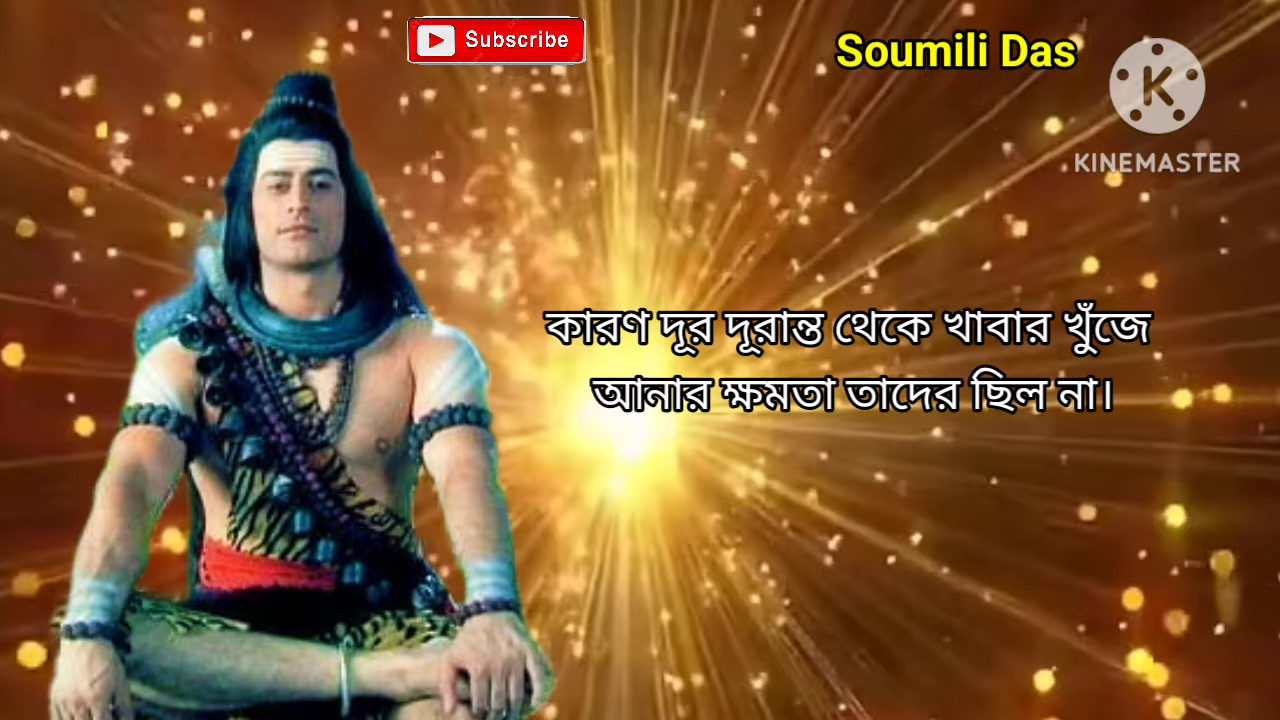 Subscribe
Soumili Das
K
KINEMASTER
কারণ দূর দূরান্ত থেকে খাবার খুঁজে
আনার ক্ষমতা তাদের ছিল না।